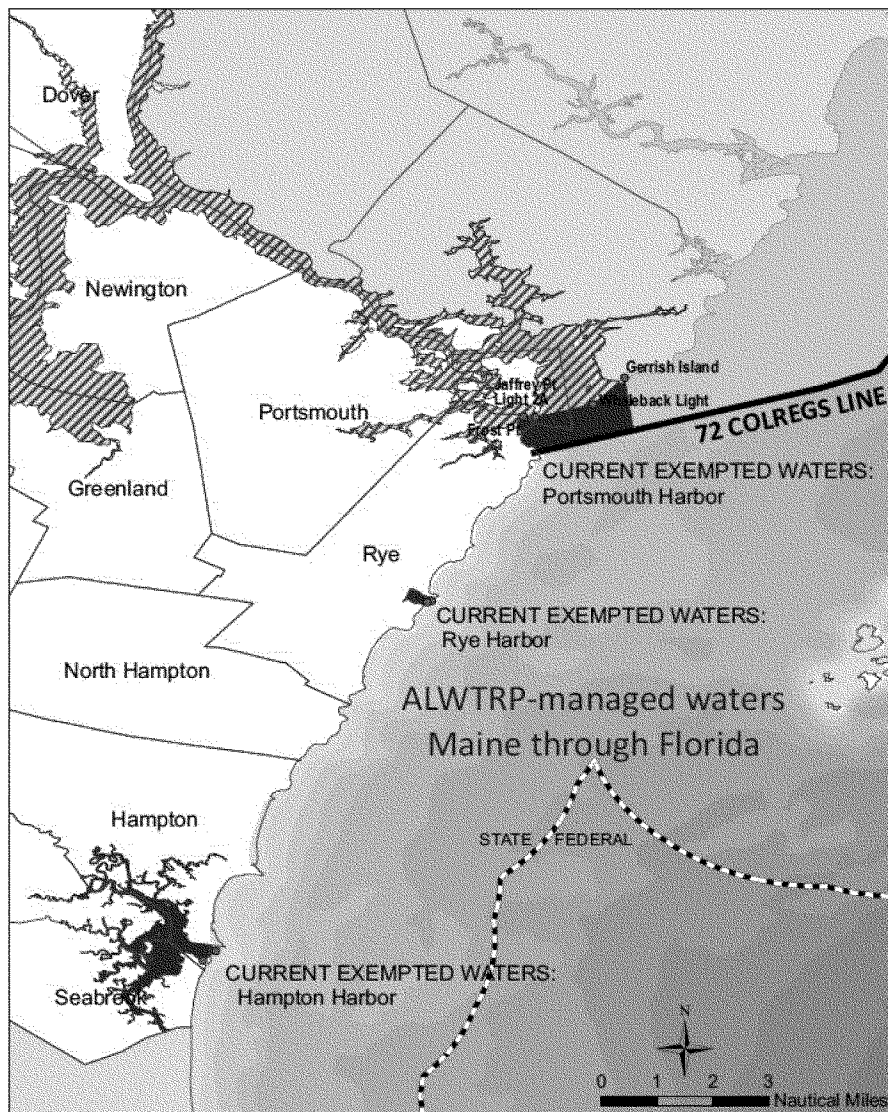 Dover
Newington
Gerrish Island
Jaffrey Pt
Light 2A
Whaleback Light
Portsmouth
Frost Pt
72 COLREGS LINE
CURRENT EXEMPTED WATERS:
Portsmouth Harbor
Greenland
Rye
CURRENT EXEMPTED WATERS:
Rye Harbor
North Hampton
ALWTRP-managed waters
Maine through Florida
Hampton
STATE
FEDERAL
CURRENT EXEMPTED WATERS:
Hampton Harbor
Seabrook
N
0 1 2 3
Nautical Miles